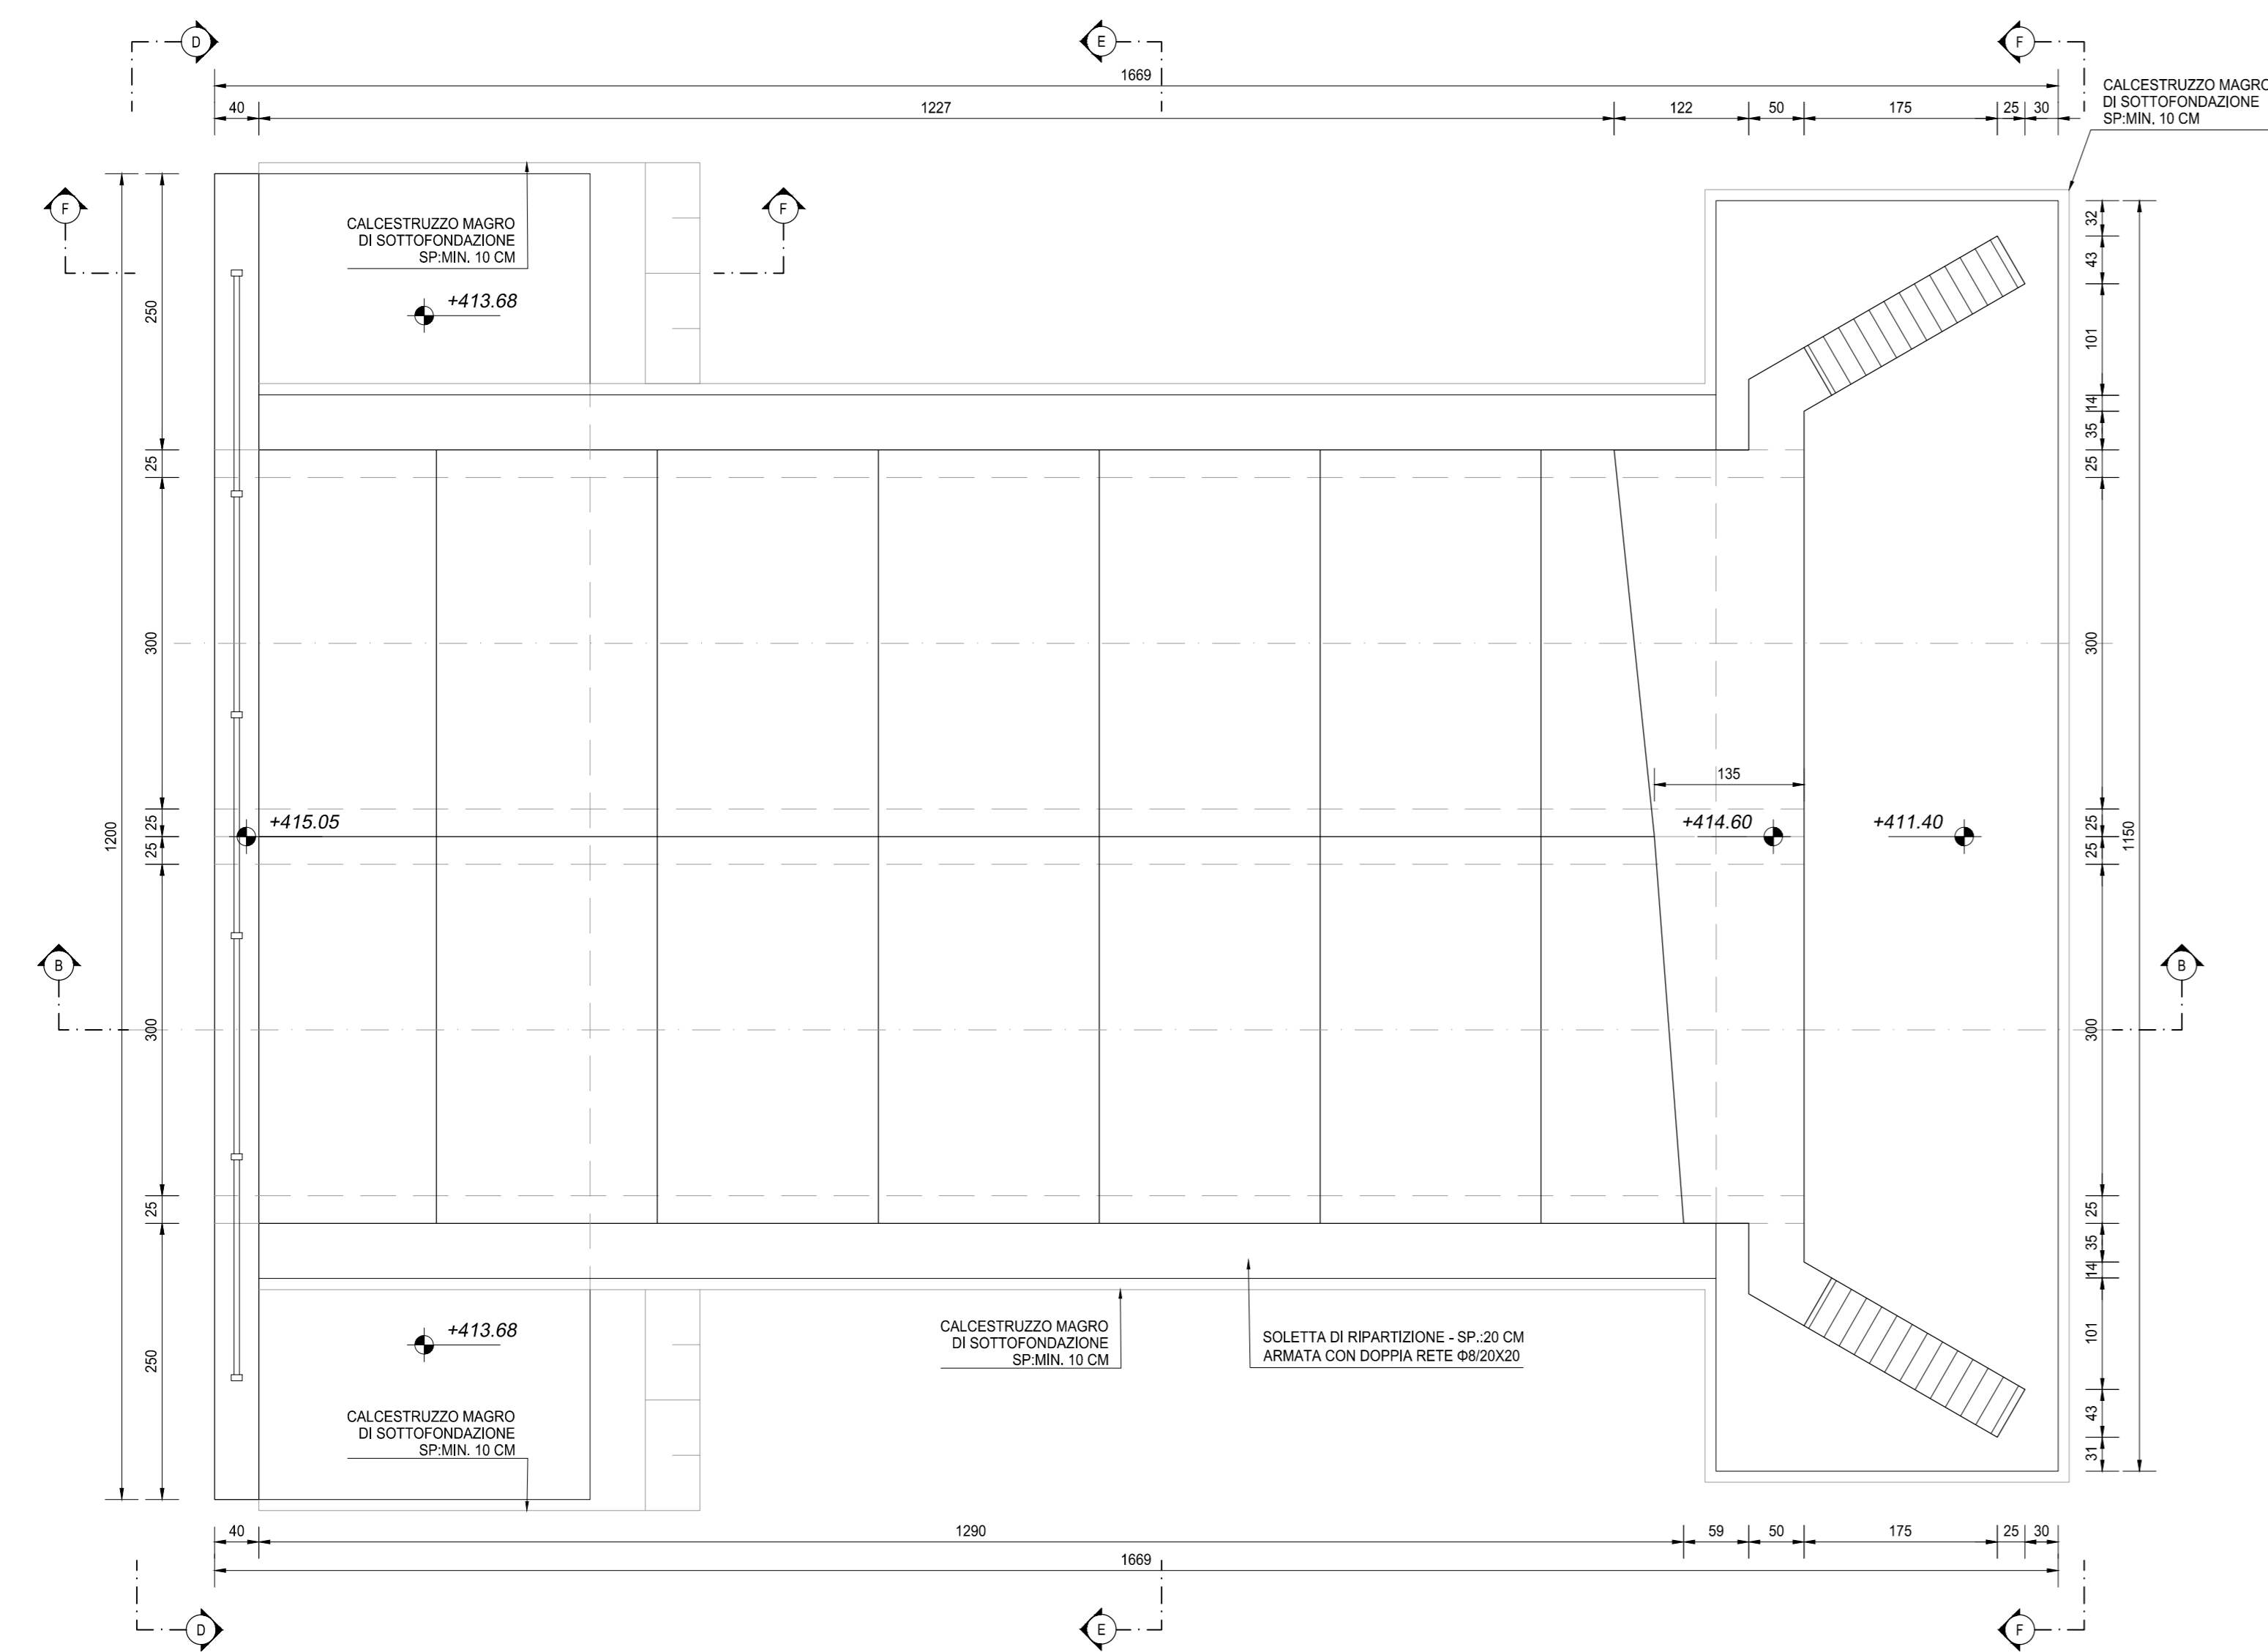 D
E
F
1669
CALCESTRUZZO MAGRO
DI SOTTOFONDAZIONE
SP:MIN. 10 CM
40
1227
122
50
175
25
30
F
F
CALCESTRUZZO MAGRO
DI SOTTOFONDAZIONE
SP:MIN. 10 CM
+413.68
250
25
300
25
25
300
25
250
1200
32
43
101
14
35
25
300
25
25
300
25
35
14
101
43
31
1150
135
+415.05
+414.60
+411.40
B
B
+413.68
CALCESTRUZZO MAGRO
DI SOTTOFONDAZIONE
SP:MIN. 10 CM
SOLETTA DI RIPARTIZIONE - SP.:20 CM
ARMATA CON DOPPIA RETE Φ8/20X20
CALCESTRUZZO MAGRO
DI SOTTOFONDAZIONE
SP:MIN. 10 CM
40
1290
59
50
175
25
30
1669
D
E
F